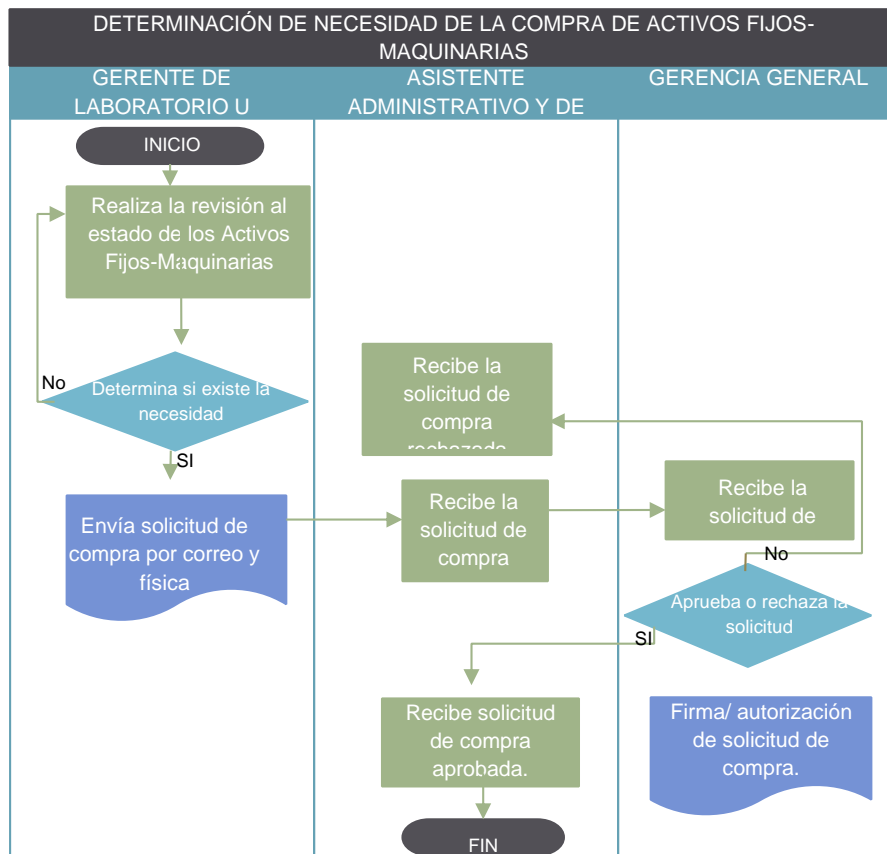 DETERMINACIÓN DE NECESIDAD DE LA COMPRA DE ACTIVOS FIJOS-
MAQUINARIAS
GERENTE DE
LABORATORIO U
ASISTENTE
ADMINISTRATIVO Y DE
GERENCIA GENERAL
INICIO
Realiza la revisión al
estado de los Activos
Fijos-Maquinarias
No
Determina si existe la
necesidad
SI
Envía solicitud de
compra por correo y
física
Recibe la
solicitud de
compra
rechazada
Recibe la
solicitud de
compra
Recibe la
solicitud de
No
Aprueba o rechaza la
solicitud
SI
Recibe solicitud
de compra
aprobada.
Firma/ autorización
de solicitud de
compra.
FIN